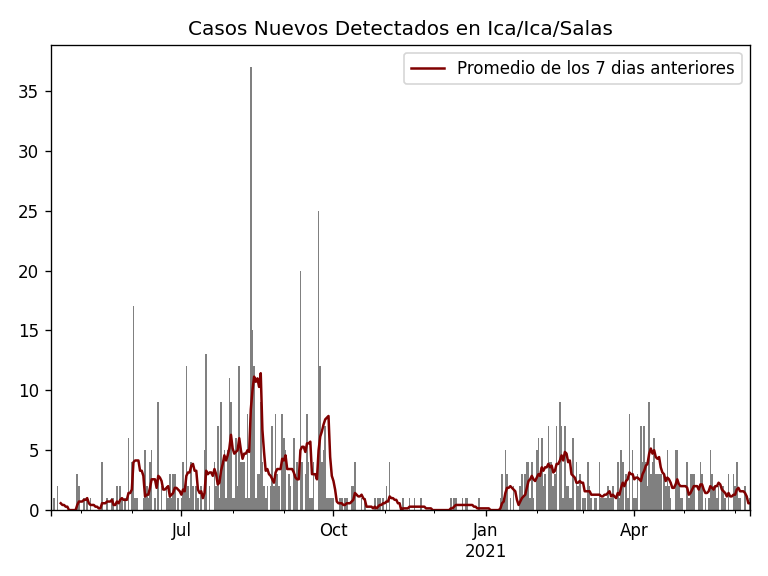 Casos Nuevos Detectados en Ica/Ica/Salas
Promedio de los 7 dias anteriores
35
30
25
20
15
10
5
0
Jul
Oct
Jan
2021
Apr